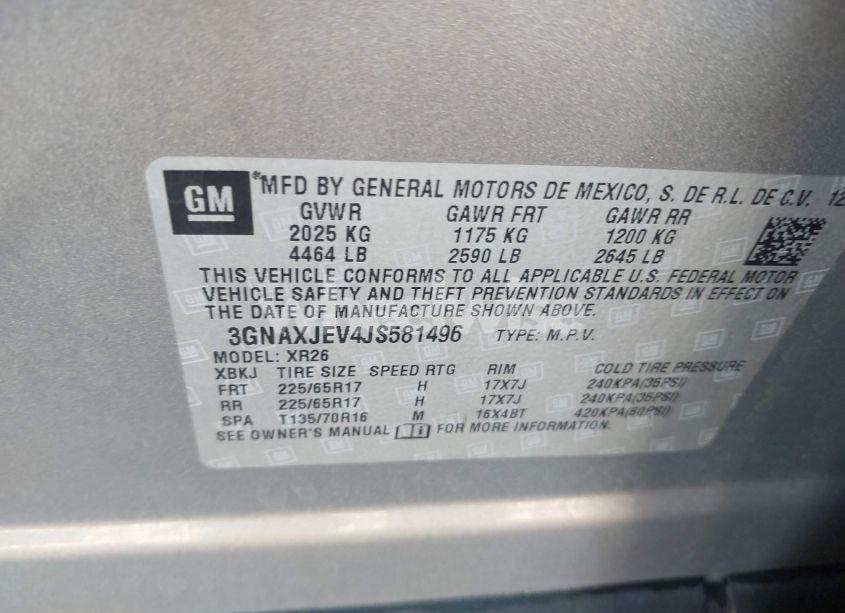 GM
®MFD BY GENERAL MOTORS DE MEXICO, S. DE R.L. DE C.V. 12
GVWR GAWR FRT GAWR RR
2025 KG 1175 KG 1200 KG
4464 LB 2590 LB 2645 LB
THIS VEHICLE CONFORMS TO ALL APPLICABLE U.S. FEDERAL MOTOR
VEHICLE SAFETY AND THEFT PREVENTION STANDARDS IN EFFECT ON
THE DATE OF MANUFACTURE SHOWN ABOVE.
3GNAXJEV4JS581496 TYPE: M.P.V.
MODEL: XR26
XBKJ TIRE SIZE SPEED RTG RIM COLD TIRE PRESSURE
FRT 225/65R17 H 17X7J 240KPA(35PSI)
RR 225/65R17 H 17X7J 240KPA(35PSI)
SPA T135/70R16 M 16X4BT 420KPA(60PSI)
SEE OWNER'S MANUAL FOR MORE INFORMATION.